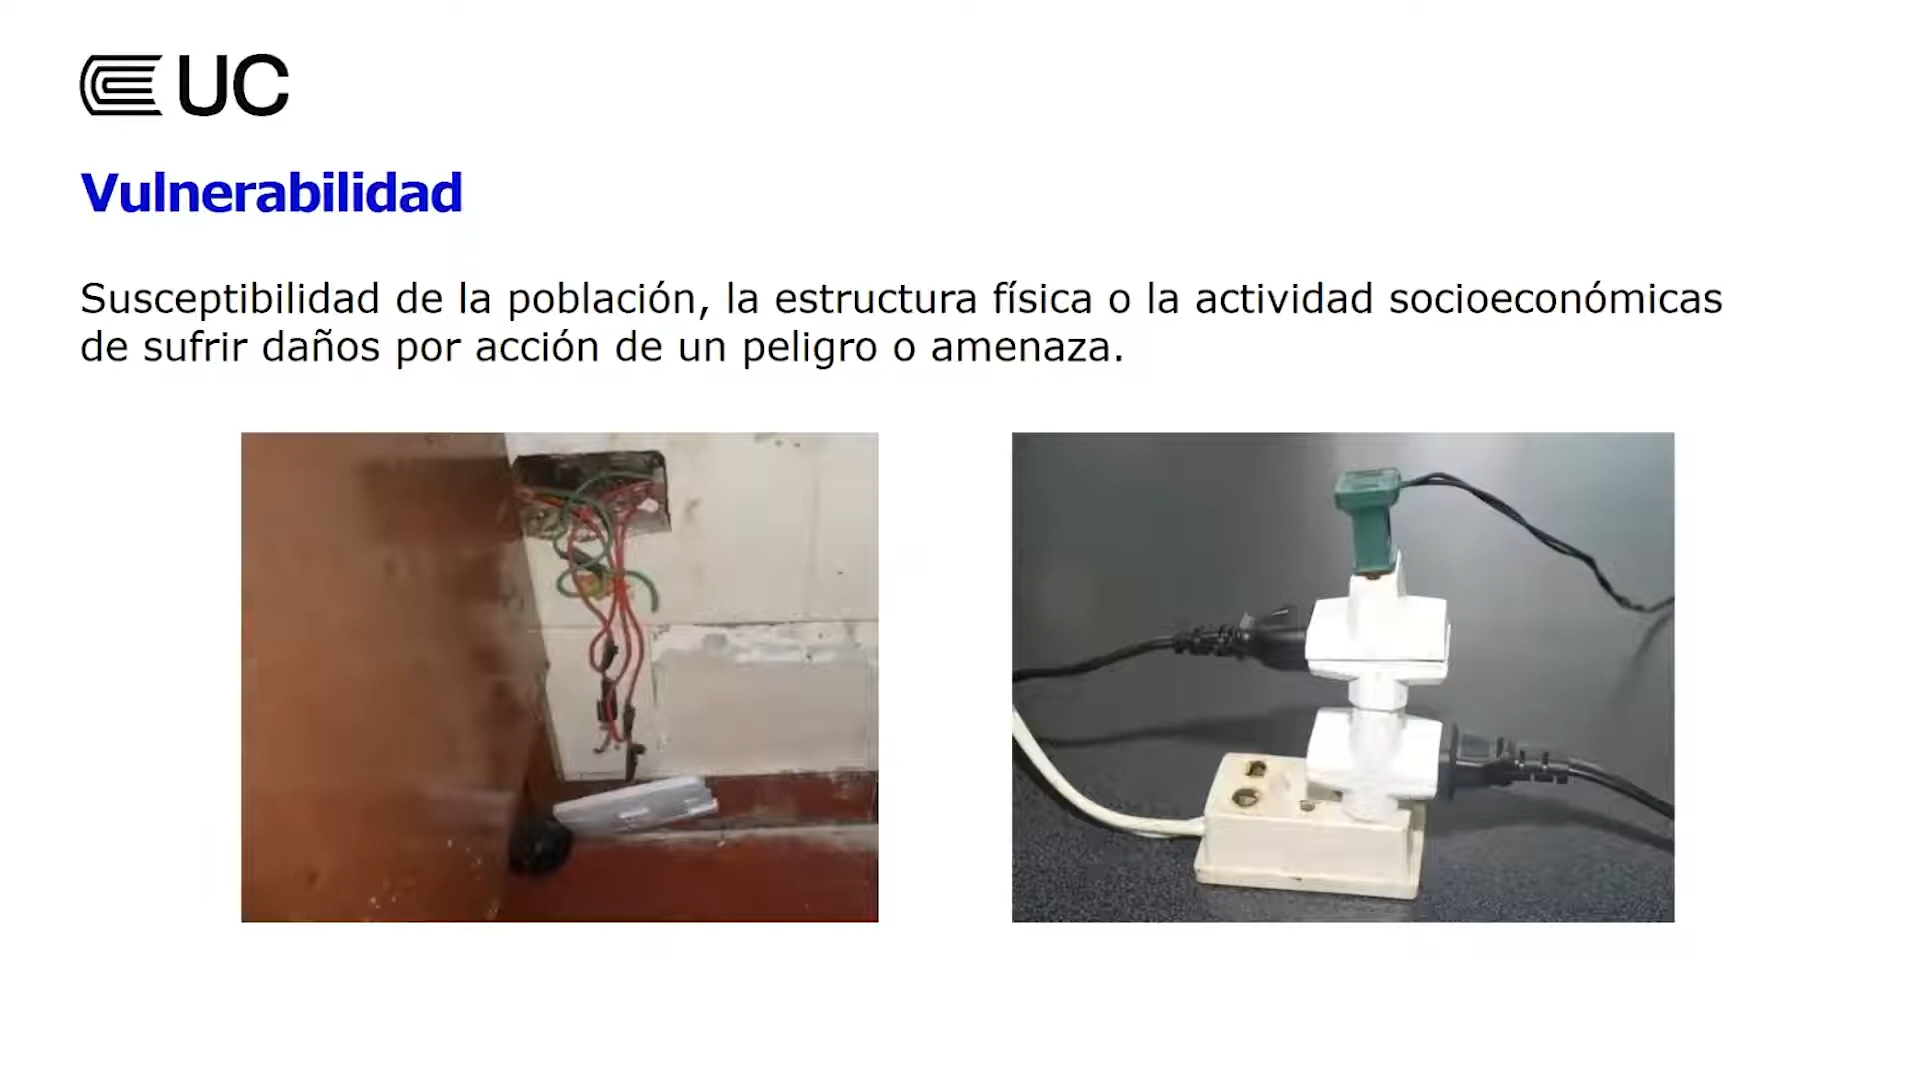 UC
Vulnerabilidad
Susceptibilidad de la población, la estructura física o la actividad socioeconómicas
de sufrir daños por acción de un peligro o amenaza.